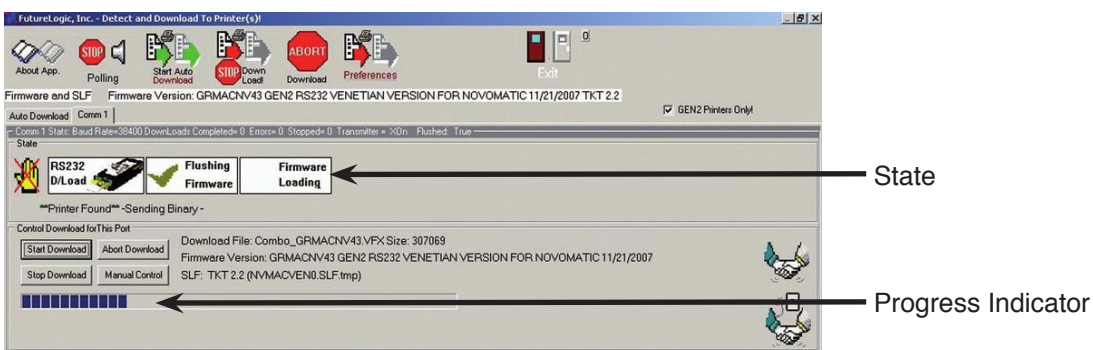 FutureLogic, Inc. - Detect and Download To Printer(s)!
About App.
STOP
Polling
Start Auto
Download
STOP Down
Load!
ABORT
Download
Preferences
Exit
0
Firmware and SLF Firmware Version: GRMACNV43 GEN2 RS232 VENETIAN VERSION FOR NOVOMATIC 11/21/2007 TKT 2.2
GEN2 Printers Only!
Auto Download Comm 1
Comm 1 Stats: Baud Rate=38400 DownLoads Completed= 0 Errors= 0 Stopped= 0 Transmitter = XOn Flushed: True
State
RS232
D/Load
Flushing
Firmware
Firmware
Loading
State
**Printer Found** -Sending Binary -
Control Download forThis Port
Start Download Abort Download
Download File: Combo_GRMACNV43.VFX Size: 307069
Firmware Version: GRMACNV43 GEN2 RS232 VENETIAN VERSION FOR NOVOMATIC 11/21/2007
Stop Download Manual Control
SLF: TKT 2.2 (NVMACVEN0.SLF.tmp)
Progress Indicator